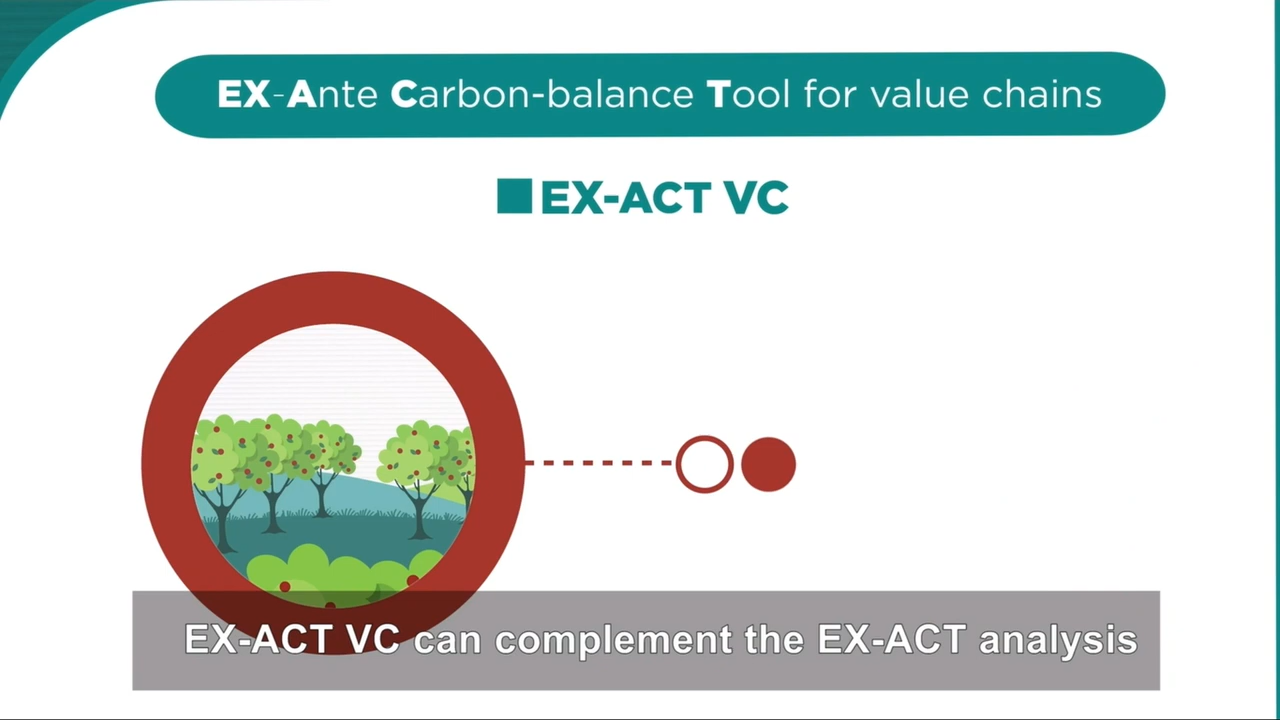 EX-Ante Carbon-balance Tool for value chains
EX-ACT VC
EX-ACT VC can complement the EX-ACT analysis